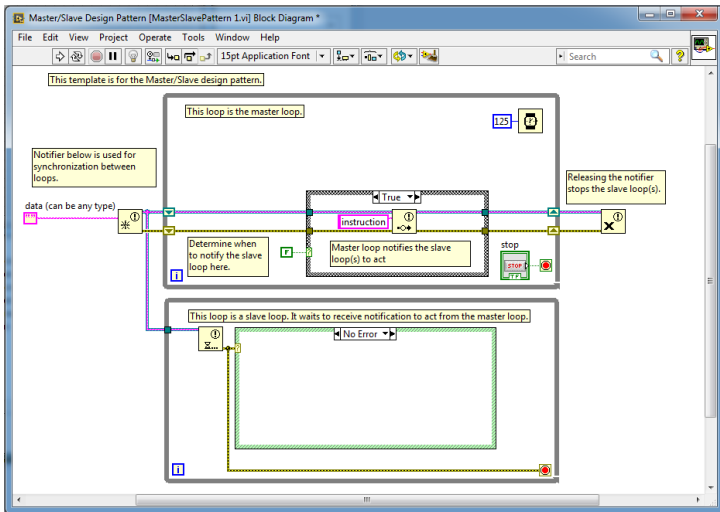 Master/Slave Design Pattern [MasterSlavePattern 1.vi] Block Diagram *
File Edit View Project Operate Tools Window Help
15pt Application Font
Search
This template is for the Master/Slave design pattern.
This loop is the master loop.
125
Notifier below is used for
synchronization between
loops.
Releasing the notifier
stops the slave loop(s).
True
data (can be any type)
instruction
Determine when
to notify the slave
loop here.
F
Master loop notifies the slave
loop(s) to act
stop
STOP
TF
i
This loop is a slave loop. It waits to receive notification to act from the master loop.
No Error
i